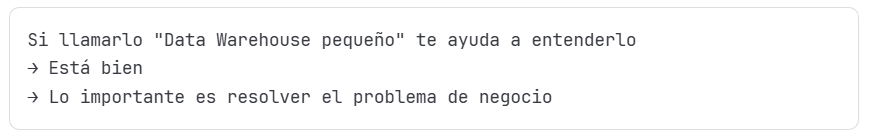 Si llamarlo "Data Warehouse pequeño" te ayuda a entenderlo
→ Está bien
→ Lo importante es resolver el problema de negocio